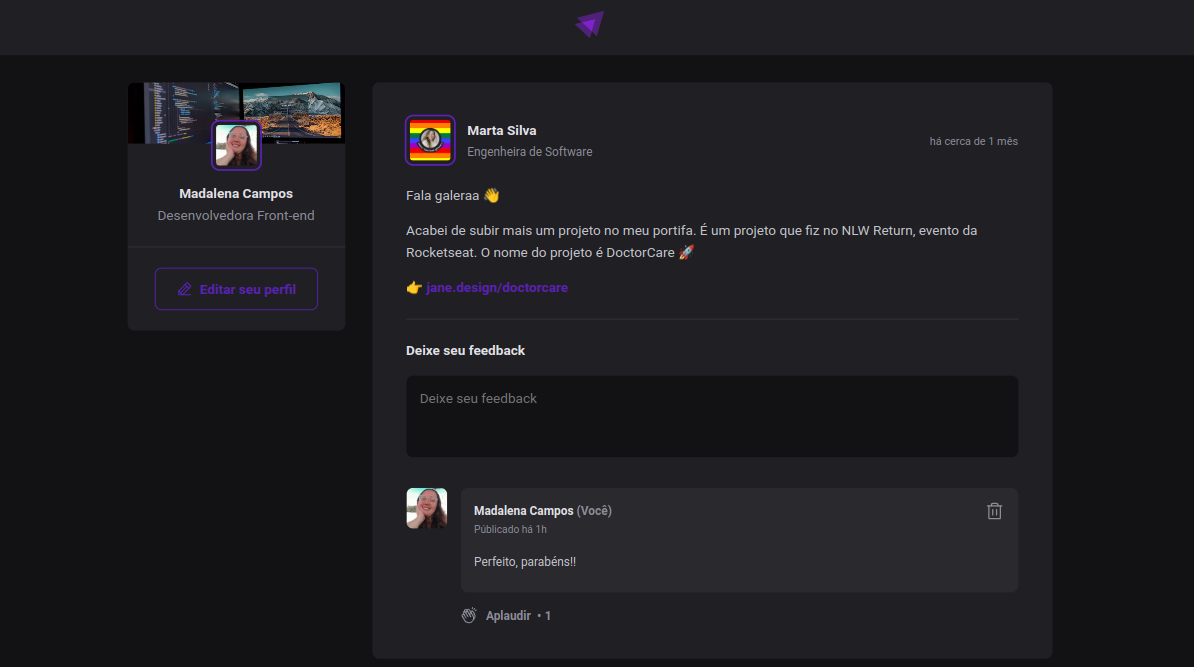 Madalena Campos
Desenvolvedora Front-end
Editar seu perfil
Marta Silva
Engenheira de Software
há cerca de 1 mês
Fala galeraa 👋
Acabei de subir mais um projeto no meu portifa. É um projeto que fiz no NLW Return, evento da
Rocketseat. O nome do projeto é DoctorCare 🚀
👉 jane.design/doctorcare
Deixe seu feedback
Deixe seu feedback
Madalena Campos (Você)
Públicado há 1h
Perfeito, parabéns!!
Aplaudir • 1